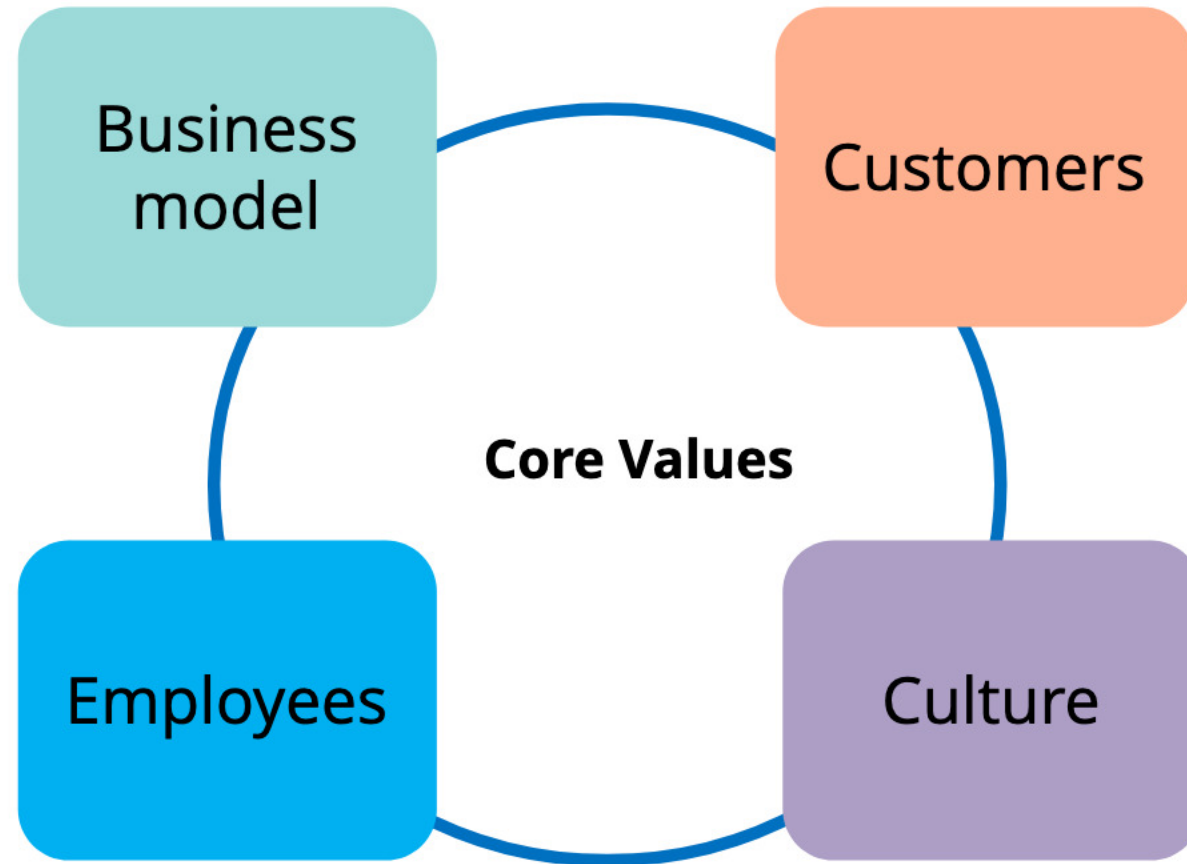 Business
model
Customers
Core Values
Employees
Culture